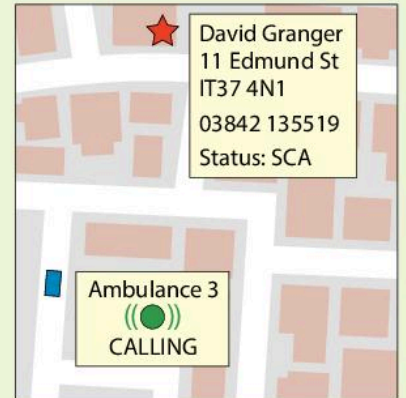 David Granger
11 Edmund St
IT37 4N1
03842 135519
Status: SCA
Ambulance 3
CALLING